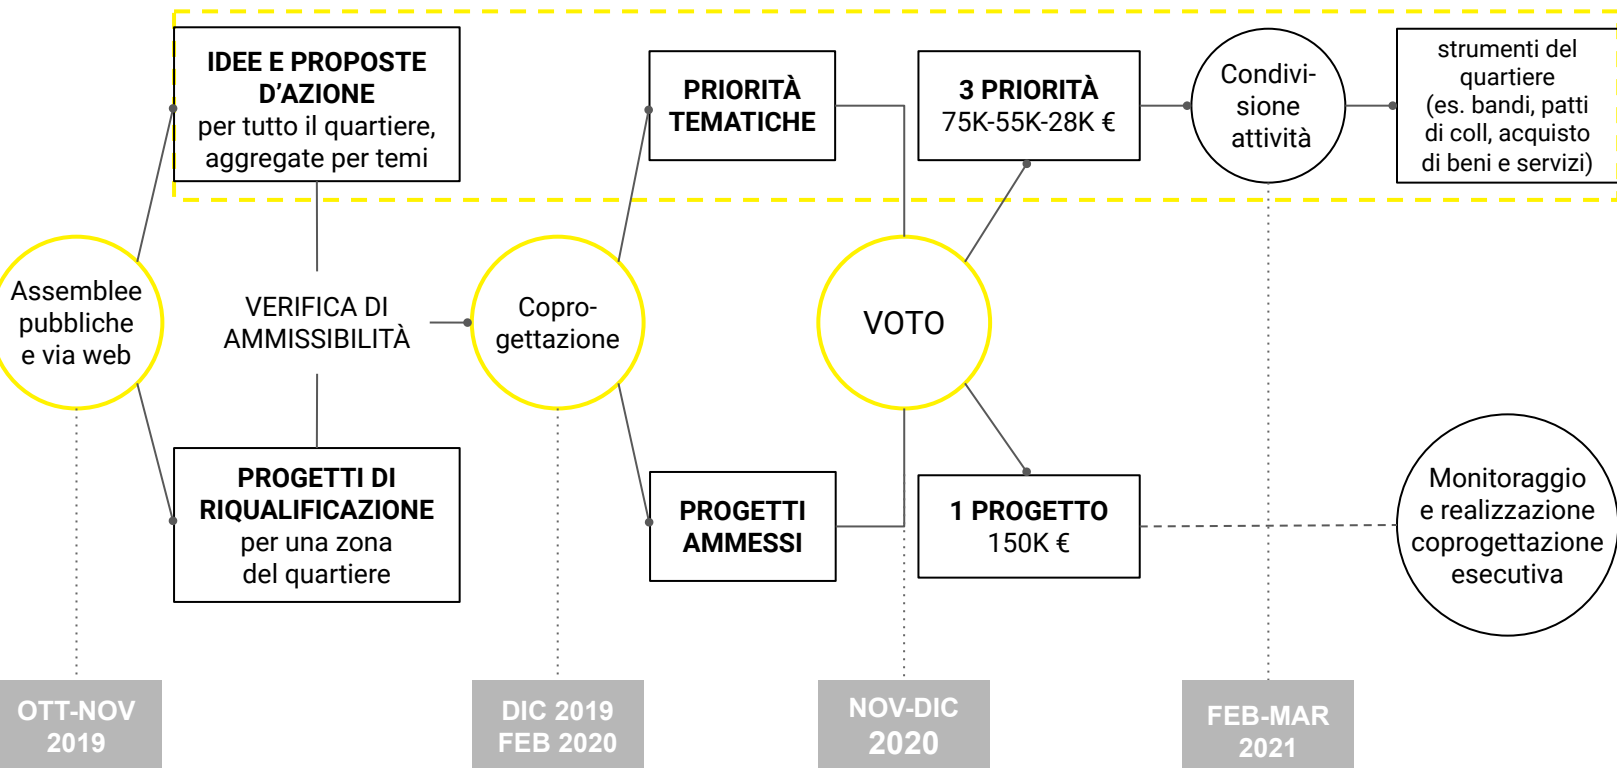 IDEE E PROPOSTE
D'AZIONE
per tutto il quartiere,
aggregate per temi
PRIORITÀ
TEMATICHE
3 PRIORITÀ
75K-55K-28K €
Condivi-
sione
attività
strumenti del
quartiere
(es. bandi, patti
di coll, acquisto
di beni e servizi)
Assemblee
pubbliche
e via web
VERIFICA DI
AMMISSIBILITÀ
Copro-
gettazione
VOTO
PROGETTI DI
RIQUALIFICAZIONE
per una zona
del quartiere
PROGETTI
AMMESSI
1 PROGETTO
150K €
Monitoraggio
e realizzazione
coprogettazione
esecutiva
OTT-NOV
2019
DIC 2019
FEB 2020
NOV-DIC
2020
FEB-MAR
2021